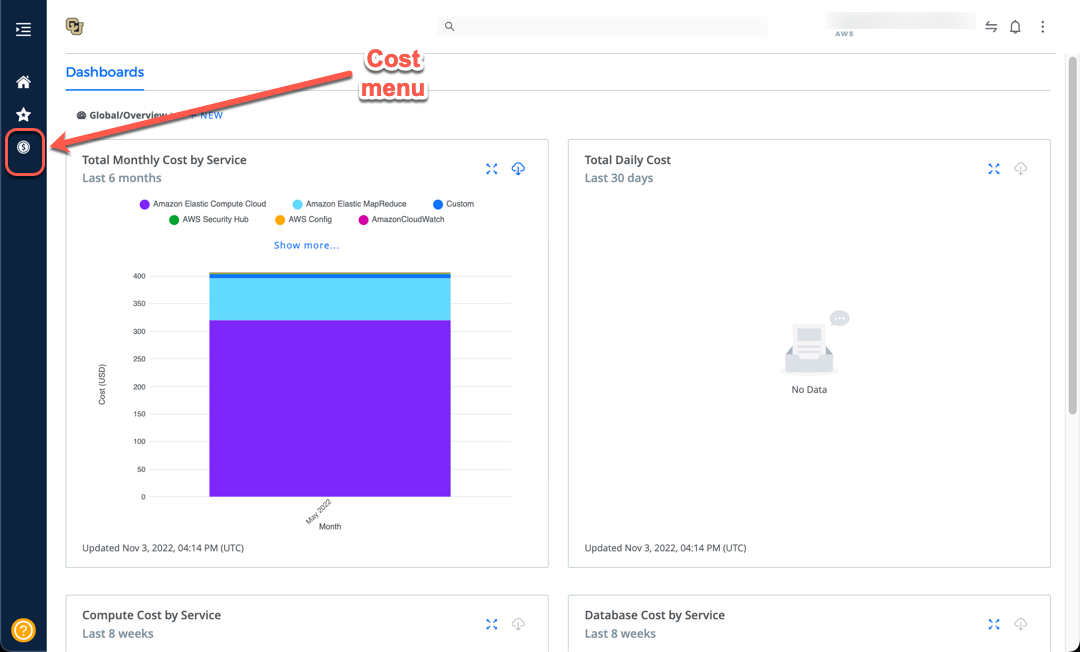 CU
AWS
Cost
menu
Dashboards
Global/Overview
+ NEW
Total Monthly Cost by Service
Last 6 months
Amazon Elastic Compute Cloud
Amazon Elastic MapReduce
Custom
AWS Security Hub
AWS Config
AmazonCloudWatch
Show more...
400
350
300
250
200
150
100
50
0
Cost (USD)
May 2022
Month
Updated Nov 3, 2022, 04:14 PM (UTC)
Total Daily Cost
Last 30 days
No Data
Updated Nov 3, 2022, 04:14 PM (UTC)
Compute Cost by Service
Last 8 weeks
Database Cost by Service
Last 8 weeks
$
?